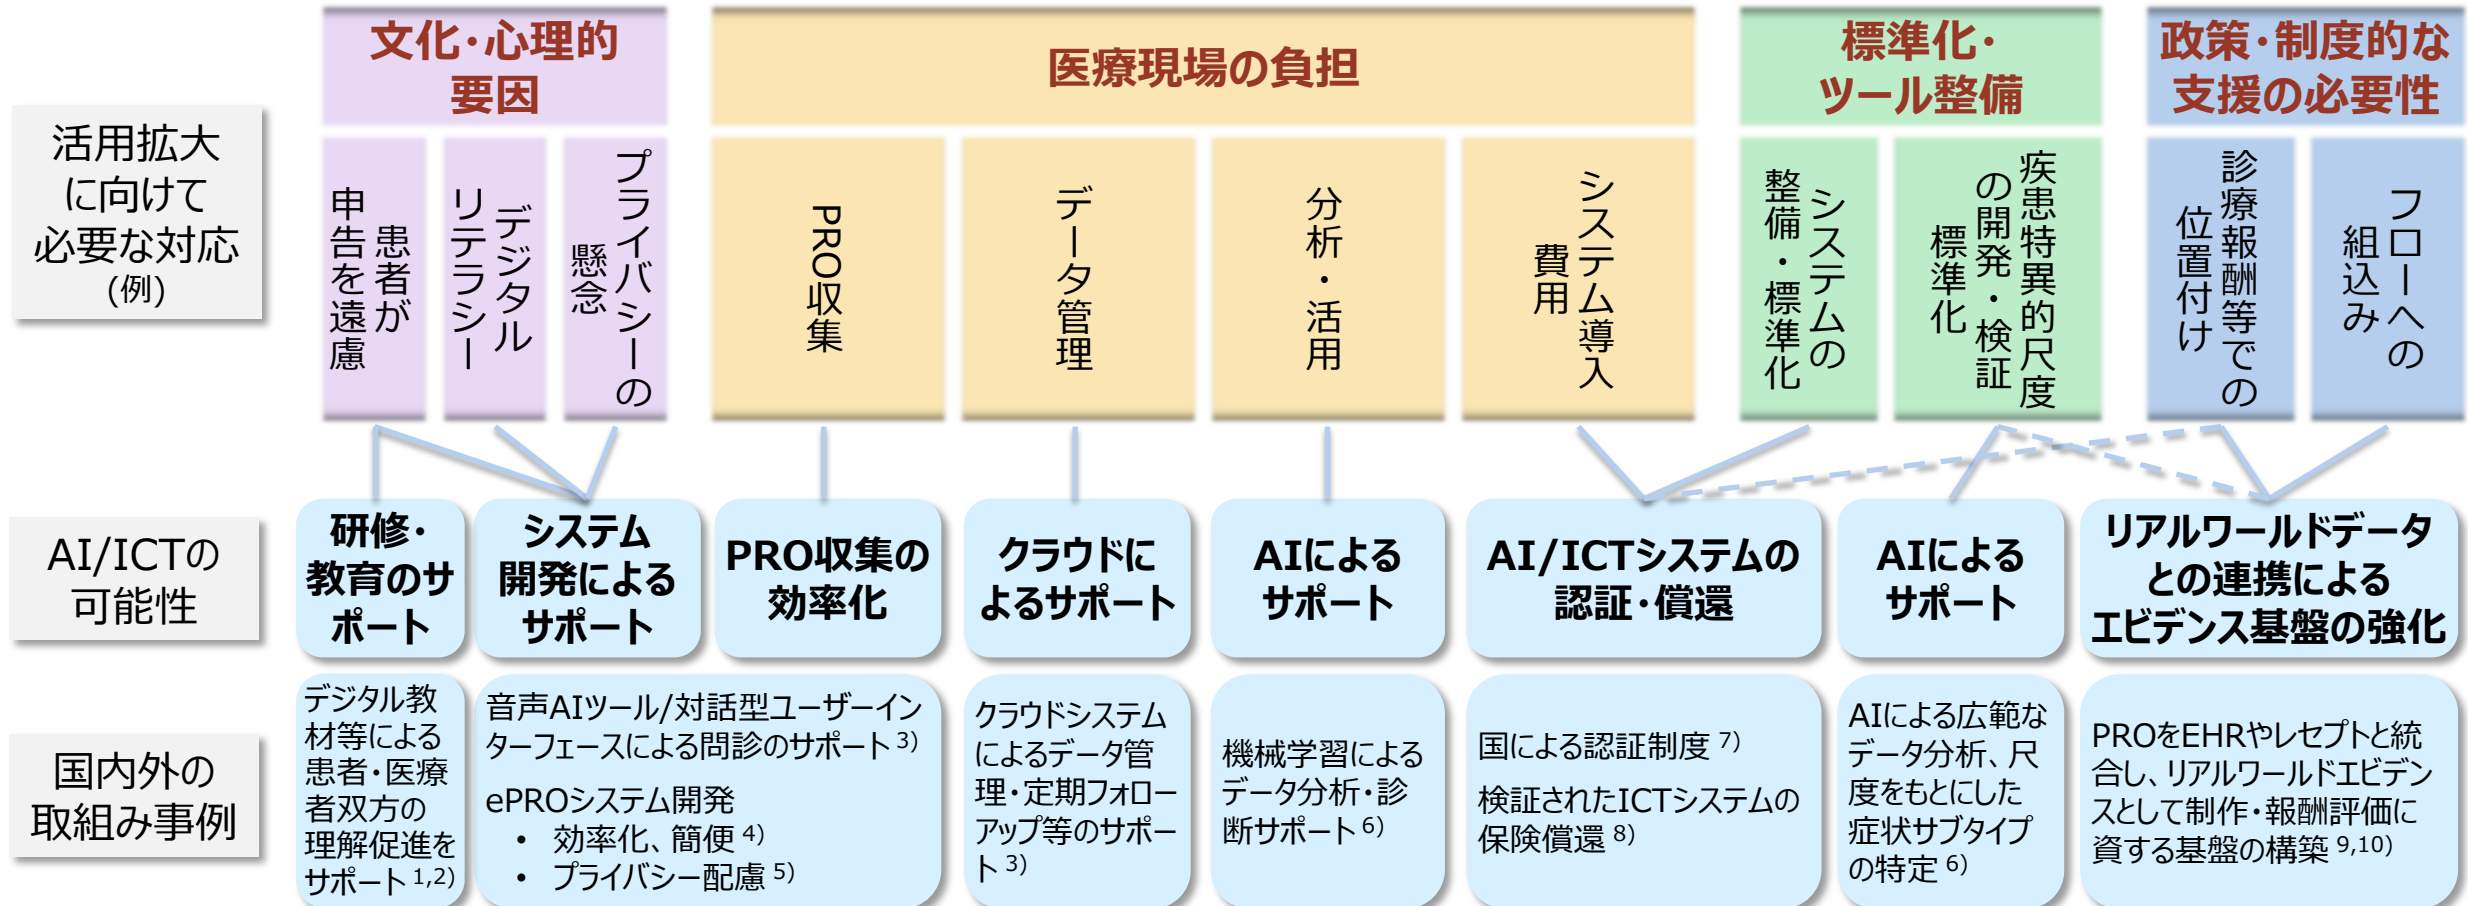 文化・心理的
要因
医療現場の負担
標準化・
ツール整備
政策・制度的な
支援の必要性
活用拡大
に向けて
必要な対応
(例)
患者が
申告を遠慮
デジタル
リテラシー
プライバシーの
懸念
PRO収集
データ管理
分析・活用
システム導入
費用
システムの
整備・標準化
疾患特異的尺度
の開発・検証
標準化
診療報酬等での
位置付け
フローへの
組込み
AI/ICTの
可能性
研修・
教育のサ
ポート
システム
開発による
サポート
PRO収集の
効率化
クラウドに
よるサポート
AIによる
サポート
AI/ICTシステムの
認証・償還
AIによる
サポート
リアルワールドデータ
との連携による
エビデンス基盤の強化
国内外の
取組み事例
デジタル教
材等による
患者・医療
者双方の
理解促進を
サポート 1,2)
音声AIツール/対話型ユーザーイン
ターフェースによる問診のサポート 3)
ePROシステム開発
• 効率化、簡便 4)
• プライバシー配慮 5)
クラウドシステム
によるデータ管
理・定期フォロー
アップ等のサポー
ト 3)
機械学習による
データ分析・診
断サポート 6)
国による認証制度 7)
検証されたICTシステムの
保険償還 8)
AIによる広範な
データ分析、尺
度をもとにした
症状サブタイプ
の特定 6)
PROをEHRやレセプトと統
合し、リアルワールドエビデン
スとして制作・報酬評価に
資する基盤の構築 9,10)